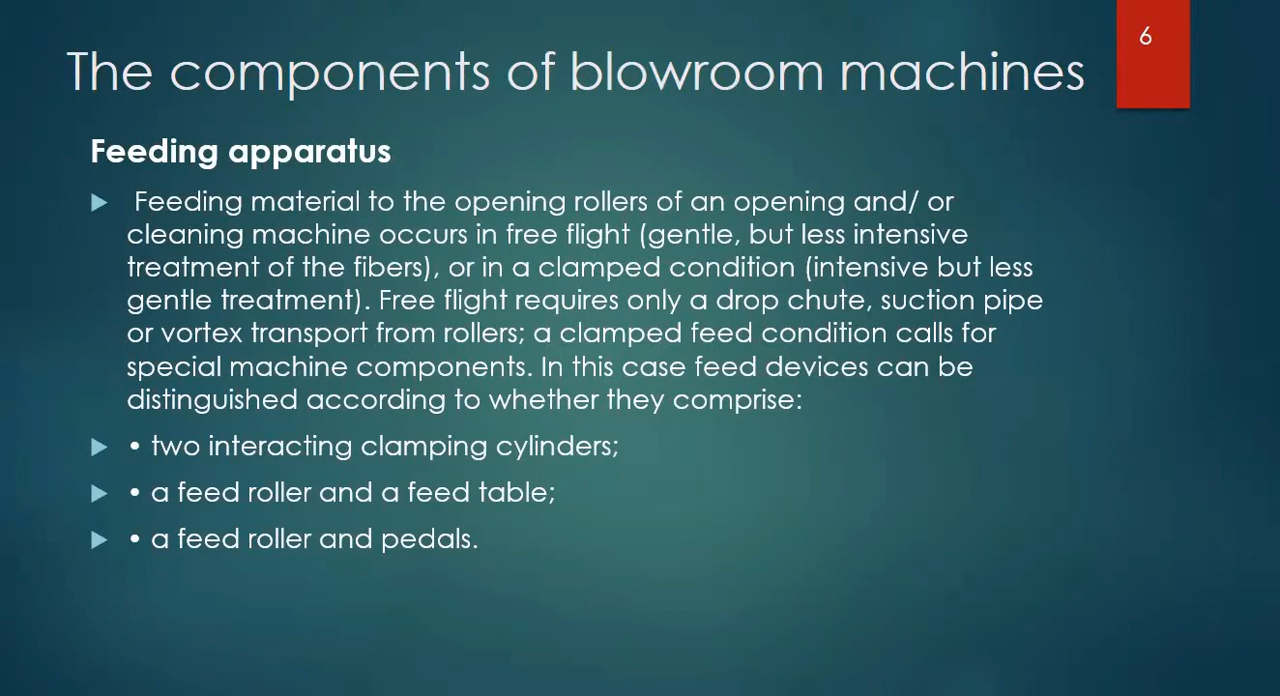 6
The components of blowroom machines
Feeding apparatus
Feeding material to the opening rollers of an opening and/ or
cleaning machine occurs in free flight (gentle, but less intensive
treatment of the fibers), or in a clamped condition (intensive but less
gentle treatment). Free flight requires only a drop chute, suction pipe
or vortex transport from rollers; a clamped feed condition calls for
special machine components. In this case feed devices can be
distinguished according to whether they comprise:
• two interacting clamping cylinders;
• a feed roller and a feed table;
• a feed roller and pedals.